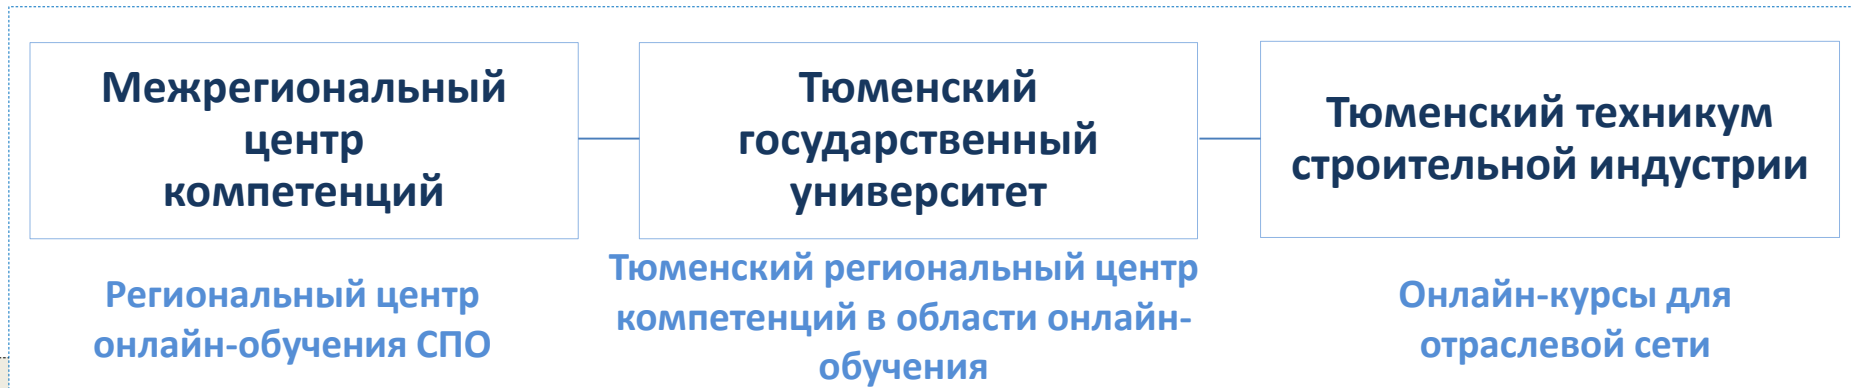 Межрегиональный
центр
компетенций
Тюменский
государственный
университет
Тюменский техникум
строительной индустрии
Региональный центр
онлайн-обучения СПО
Тюменский региональный центр
компетенций в области онлайн-
обучения
Онлайн-курсы для
отраслевой сети